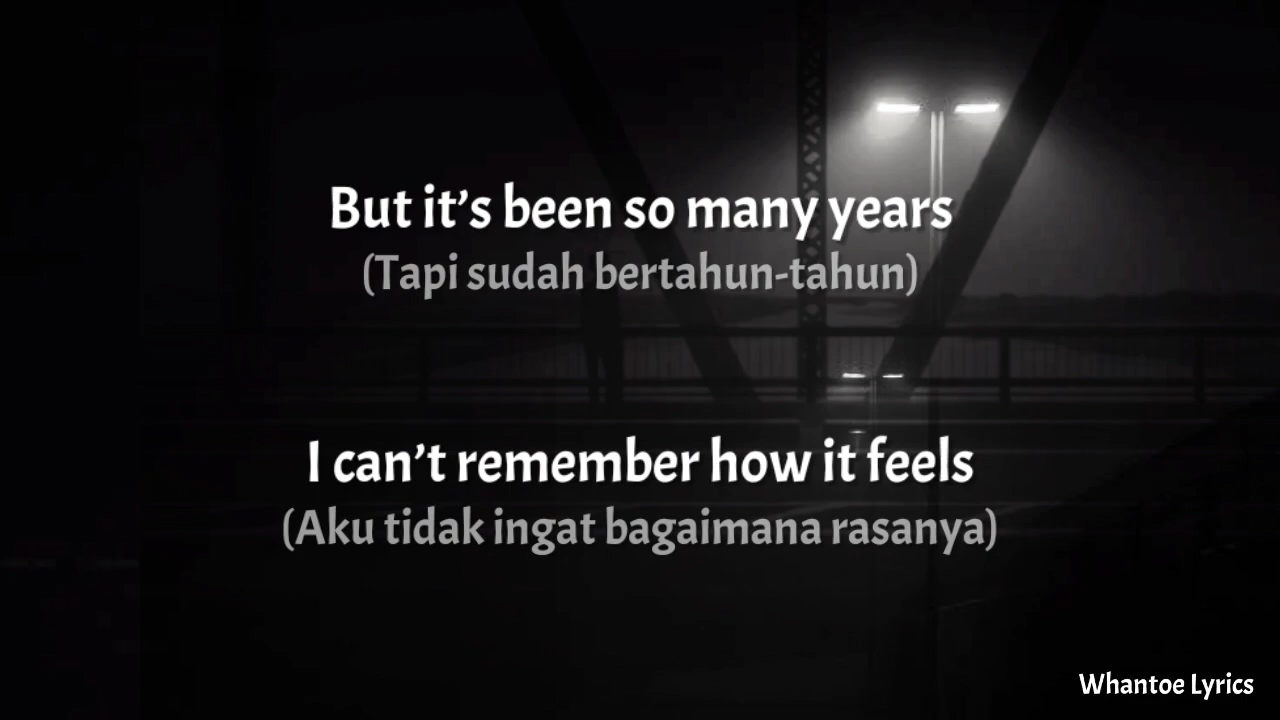 But it’s been so many years
(Tapi sudah bertahun-tahun)
I can’t remember how it feels
(Aku tidak ingat bagaimana rasanya)
Whantoe Lyrics